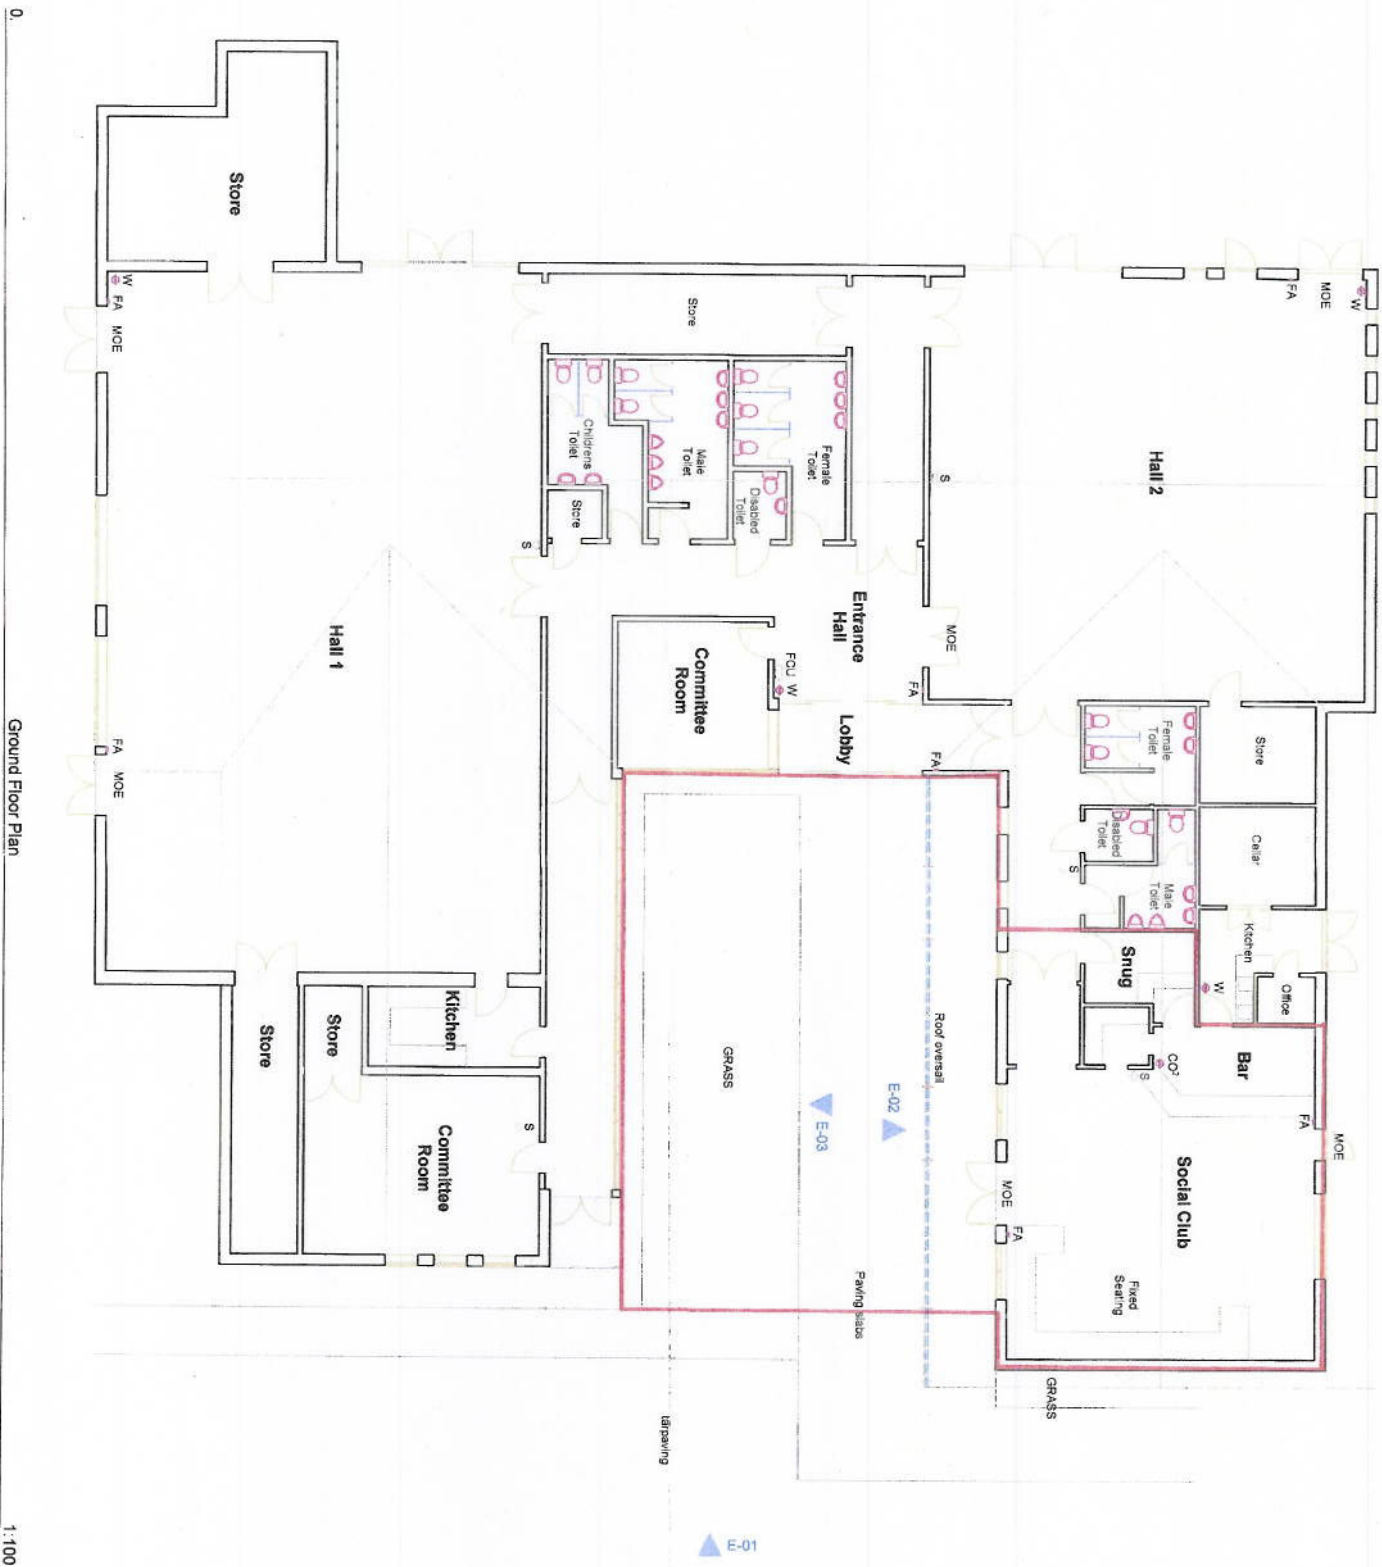 W
MOE
MOE
FA
FA
Office
Store
Cellar
Kitchen
Bar
W
Social Club
CO²
Female
Toilet
Male
Toilet
Hall 2
S
Fixed
Seating
Snug
Disabled
Toilet
S
GRASS
FA
MOE
MOE
S
Roof oversail
FA
FA
E-02
Entrance
Hall
Paving slabs
Lobby
Female
Toilet
E-03
FCU W
Disabled
Toilet
E-01
GRASS
Committee
Room
Male
Toilet
Store
tarpaving
Childrens
Toilet
Store
S
S
Kitchen
Committee
Room
Hall 1
Store
Store
Store
W FA MOE
FA MOE
0. Ground Floor Plan 1:100